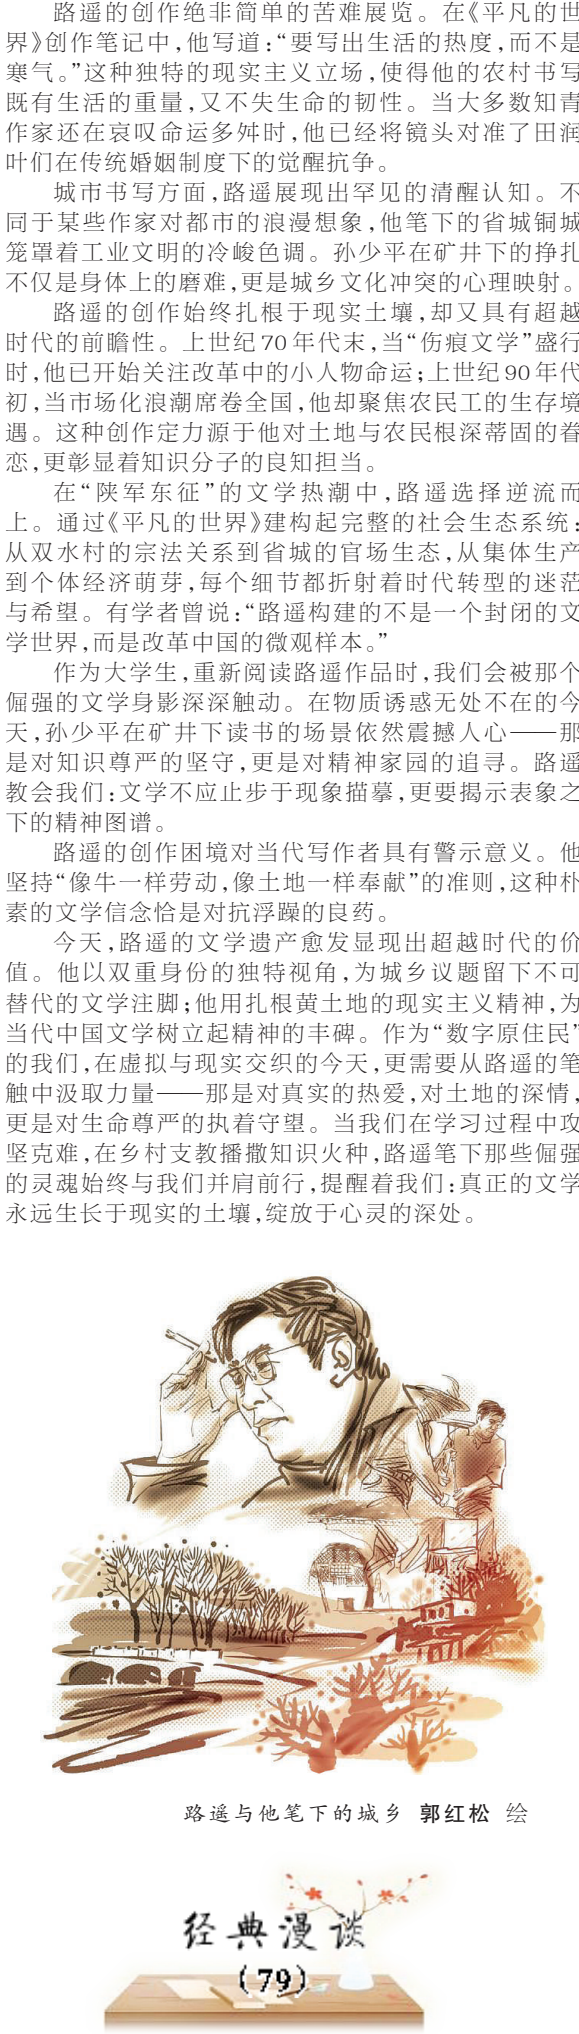 路遥的创作绝非简单的苦难展览。在《平凡的世
界》创作笔记中，他写道：“要写出生活的热度，而不是
寒气。”这种独特的现实主义立场，使得他的农村书写
既有生活的重量，又不失生命的韧性。当大多数知青
作家还在哀叹命运多舛时，他已经将镜头对准了田润
叶们在传统婚姻制度下的觉醒抗争。
城市书写方面，路遥展现出罕见的清醒认知。不
同于某些作家对都市的浪漫想象，他笔下的省城铜城
笼罩着工业文明的冷峻色调。孙少平在矿井下的挣扎
不仅是身体上的磨难，更是城乡文化冲突的心理映射。
路遥的创作始终扎根于现实土壤，却又具有超越
时代的前瞻性。上世纪70年代末，当“伤痕文学”盛行
时，他已开始关注改革中的小人物命运；上世纪90年代
初，当市场化浪潮席卷全国，他却聚焦农民工的生存境
遇。这种创作定力源于他对土地与农民根深蒂固的眷
恋，更彰显着知识分子的良知担当。
在“陕军东征”的文学热潮中，路遥选择逆流而
上。通过《平凡的世界》建构起完整的社会生态系统：
从双水村的宗法关系到省城的官场生态，从集体生产
到个体经济萌芽，每个细节都折射着时代转型的迷茫
与希望。有学者曾说：“路遥构建的不是一个封闭的文
学世界，而是改革中国的微观样本。”
作为大学生，重新阅读路遥作品时，我们会被那个
倔强的文学身影深深触动。在物质诱惑无处不在的今
天，孙少平在矿井下读书的场景依然震撼人心——那
是对知识尊严的坚守，更是对精神家园的追寻。路遥
教会我们：文学不应止步于现象描摹，更要揭示表象之
下的精神图谱。
路遥的创作困境对当代写作者具有警示意义。他
坚持“像牛一样劳动，像土地一样奉献”的准则，这种朴
素的文学信念恰是对抗浮躁的良药。
今天，路遥的文学遗产愈发显现出超越时代的价
值。他以双重身份的独特视角，为城乡议题留下不可
替代的文学注脚；他用扎根黄土地的现实主义精神，为
当代中国文学树立起精神的丰碑。作为“数字原住民”
的我们，在虚拟与现实交织的今天，更需要从路遥的笔
触中汲取力量——那是对真实的热爱，对土地的深情，
更是对生命尊严的执着守望。当我们在学习过程中攻
坚克难，在乡村支教播撒知识火种，路遥笔下那些倔强
的灵魂始终与我们并肩前行，提醒着我们：真正的文学
永远生长于现实的土壤，绽放于心灵的深处。
路遥与他笔下的城乡 郭红松 绘
经典漫谈
(79)